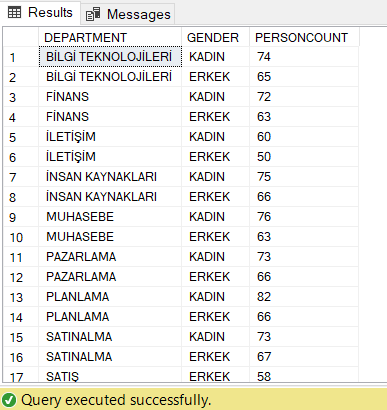 Results Messages
DEPARTMENT GENDER PERSONCOUNT
1 BİLGİ TEKNOLOJİLERİ KADIN 74
2 BİLGİ TEKNOLOJİLERİ ERKEK 65
3 FİNANS KADIN 72
4 FİNANS ERKEK 63
5 İLETİŞİM KADIN 60
6 İLETİŞİM ERKEK 50
7 İNSAN KAYNAKLARI KADIN 75
8 İNSAN KAYNAKLARI ERKEK 66
9 MUHASEBE KADIN 76
10 MUHASEBE ERKEK 63
11 PAZARLAMA KADIN 73
12 PAZARLAMA ERKEK 66
13 PLANLAMA KADIN 82
14 PLANLAMA ERKEK 66
15 SATINALMA KADIN 73
16 SATINALMA ERKEK 67
17 SATIŞ ERKEK 58
Query executed successfully.